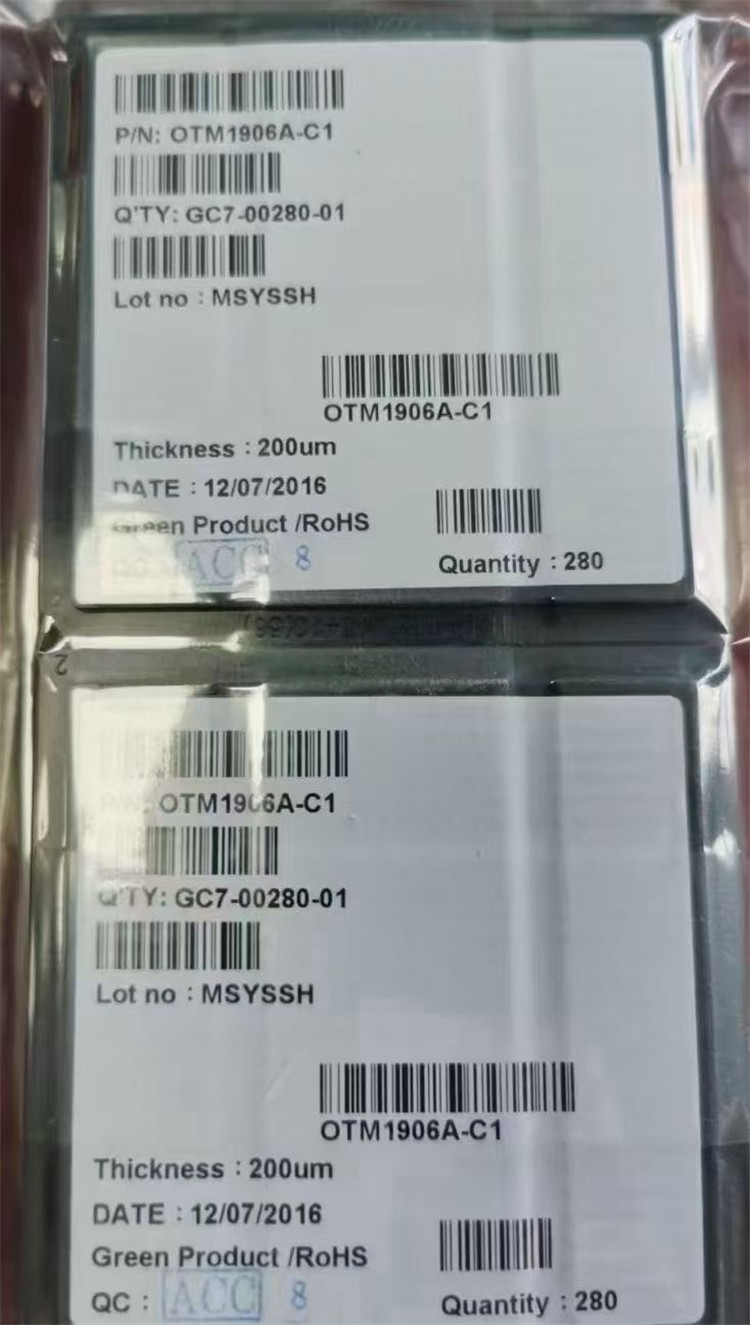 P/N: OTM1906A-C1
Q'TY: GC7-00280-01
Lot no : MSYSSH
OTM1906A-C1
Thickness : 200um
DATE : 12/07/2016
Green Product /RoHS
Quantity : 280
QC : ACC 8
2
P/N: OTM1906A-C1
Q'TY: GC7-00280-01
Lot no : MSYSSH
OTM1906A-C1
Thickness : 200um
DATE : 12/07/2016
Green Product /RoHS
QC : ACC 8
Quantity : 280